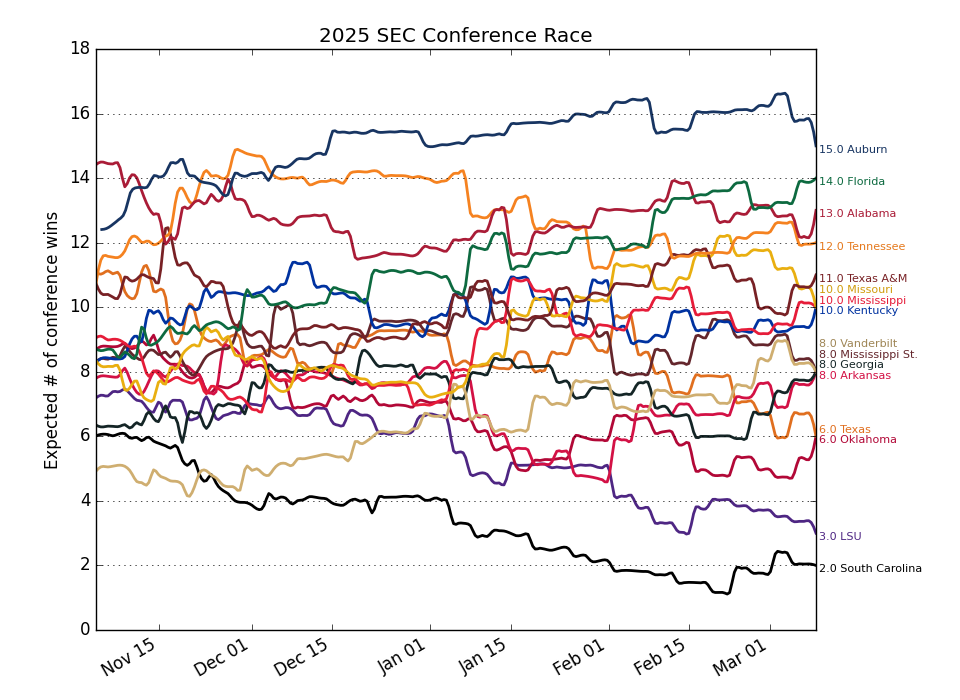 2025 SEC Conference Race
Expected # of conference wins
18
16
14
12
10
8
6
4
2
0
Nov 15
Dec 01
Dec 15
Jan 01
Jan 15
Feb 01
Feb 15
Mar 01
15.0 Auburn
14.0 Florida
13.0 Alabama
12.0 Tennessee
11.0 Texas A&M
10.0 Missouri
10.0 Mississippi
10.0 Kentucky
8.0 Vanderbilt
8.0 Mississippi St.
8.0 Georgia
8.0 Arkansas
6.0 Texas
6.0 Oklahoma
3.0 LSU
2.0 South Carolina